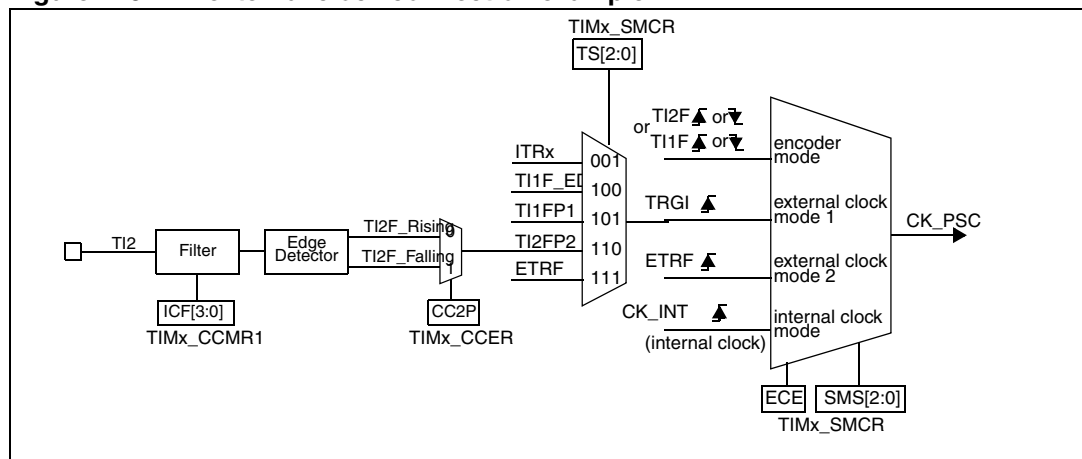 TIMx_SMCR
TS[2:0]
or TI2F or
TI1F or
encoder
mode
ITRx
001
TI1F_ED
100
TI1FP1
101
TRGI
external clock
mode 1
CK_PSC
TI2
Filter
Edge
Detector
TI2F_Rising
0
TI2F_Falling
1
TI2FP2
110
ETRF
111
ETRF
external clock
mode 2
CK_INT
(internal clock)
internal clock
mode
ICF[3:0]
TIMx_CCMR1
CC2P
TIMx_CCER
ECE
SMS[2:0]
TIMx_SMCR